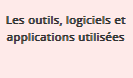 Les outils, logiciels et
applications utilisées